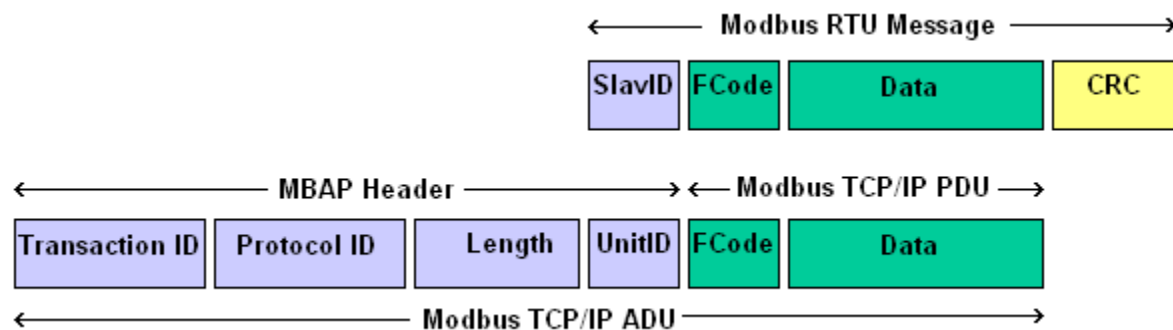 Modbus RTU Message
SlavID FCode Data CRC
MBAP Header Modbus TCP/IP PDU
Transaction ID Protocol ID Length UnitID FCode Data
Modbus TCP/IP ADU